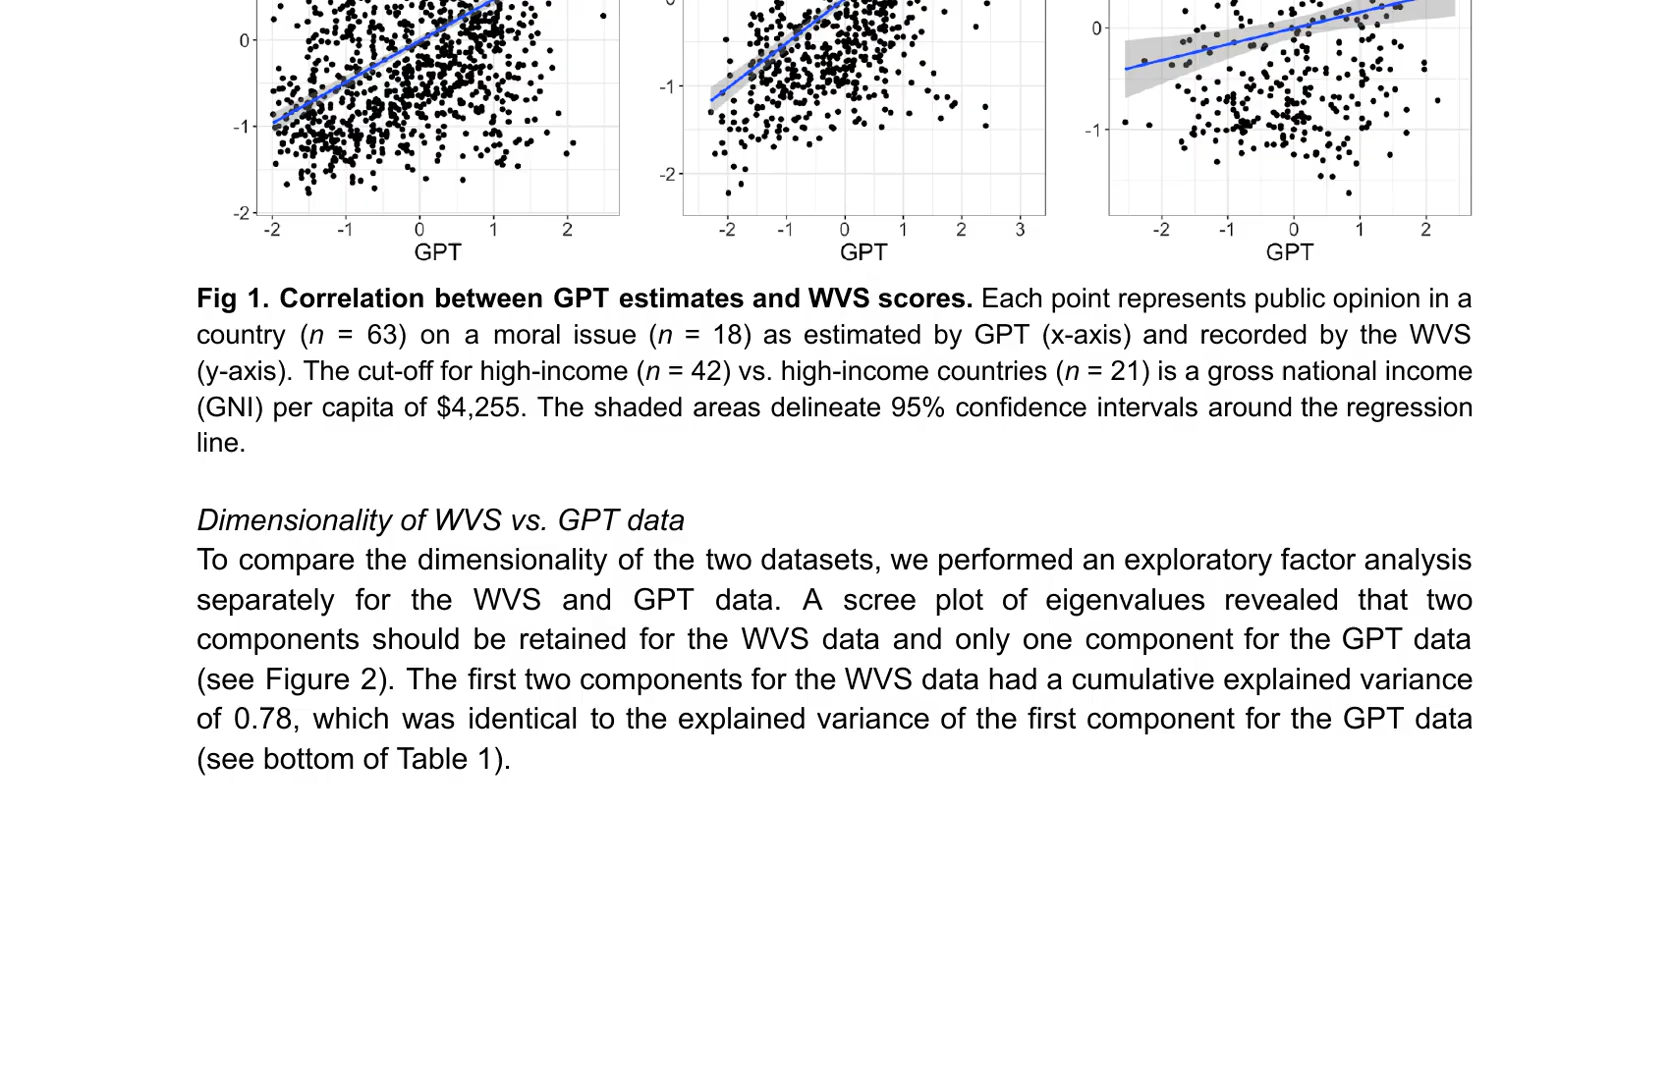 0
-1
-2
-2 -1 0 1 2
GPT
-1
-2
-2 -1 0 1 2 3
GPT
0
-1
-2 -1 0 1 2
GPT
Fig 1. Correlation between GPT estimates and WVS scores. Each point represents public opinion in a
country (n = 63) on a moral issue (n = 18) as estimated by GPT (x-axis) and recorded by the WVS
(y-axis). The cut-off for high-income (n = 42) vs. high-income countries (n = 21) is a gross national income
(GNI) per capita of $4,255. The shaded areas delineate 95% confidence intervals around the regression
line.
Dimensionality of WVS vs. GPT data
To compare the dimensionality of the two datasets, we performed an exploratory factor analysis
separately for the WVS and GPT data. A scree plot of eigenvalues revealed that two
components should be retained for the WVS data and only one component for the GPT data
(see Figure 2). The first two components for the WVS data had a cumulative explained variance
of 0.78, which was identical to the explained variance of the first component for the GPT data
(see bottom of Table 1).